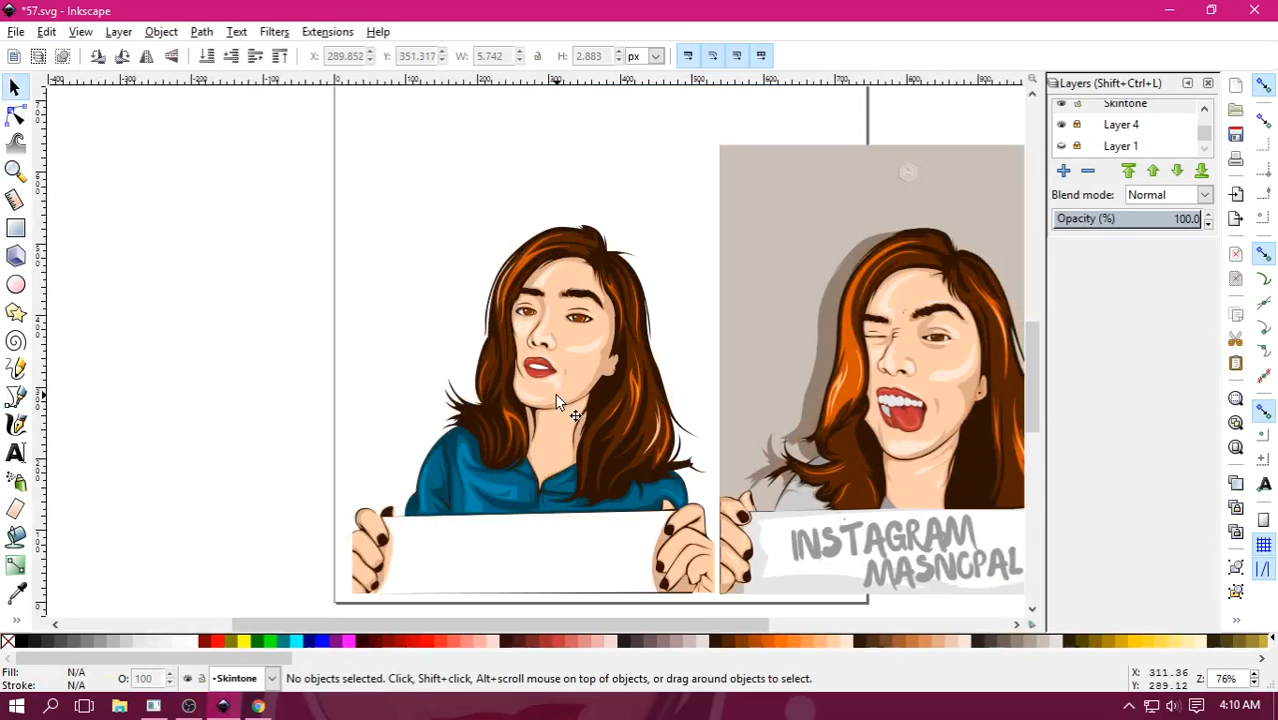 *57.svg - Inkscape
File Edit View Layer Object Path Text Filters Extensions Help
X: 289.852 Y: 351.317 W: 5.742 H: 2.883 px
Layers (Shift+Ctrl+L)
Skintone
Layer 4
Layer 1
Blend mode: Normal
Opacity (%) 100.0
INSTAGRAM
MASNOPAL
Fill: N/A
Stroke: N/A
O: 100
•Skintone
No objects selected. Click, Shift+click, Alt+scroll mouse on top of objects, or drag around objects to select.
X: 311.36
Y: 289.12
Z: 76%
4:10 AM